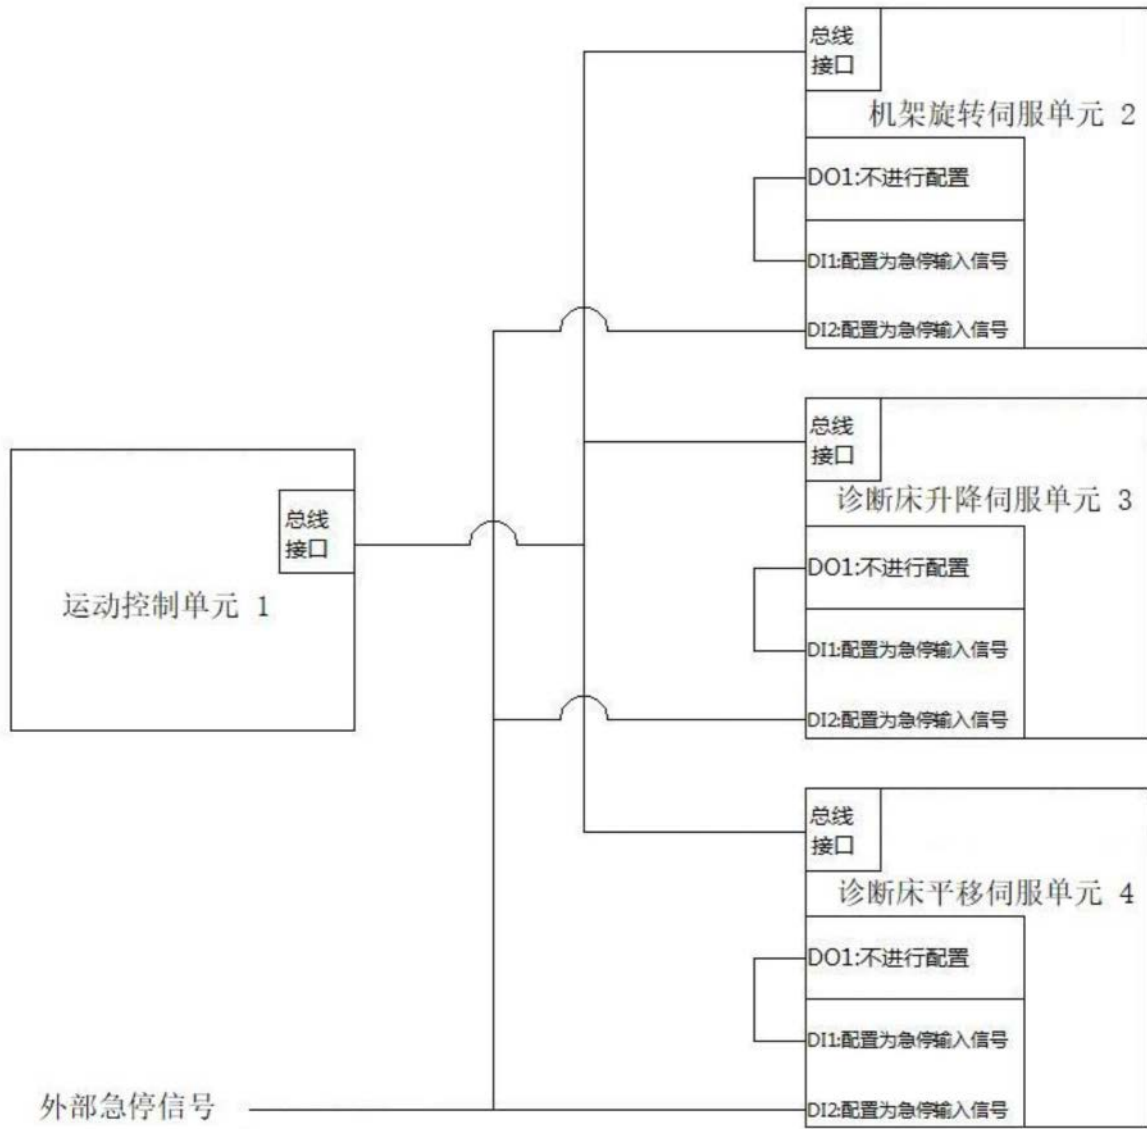 总线
接口
机架旋转伺服单元 2
DO1:不进行配置
DI1:配置为急停输入信号
DI2:配置为急停输入信号
总线
接口
诊断床升降伺服单元 3
DO1:不进行配置
DI1:配置为急停输入信号
DI2:配置为急停输入信号
总线
接口
运动控制单元 1
总线
接口
诊断床平移伺服单元 4
DO1:不进行配置
DI1:配置为急停输入信号
DI2:配置为急停输入信号
外部急停信号